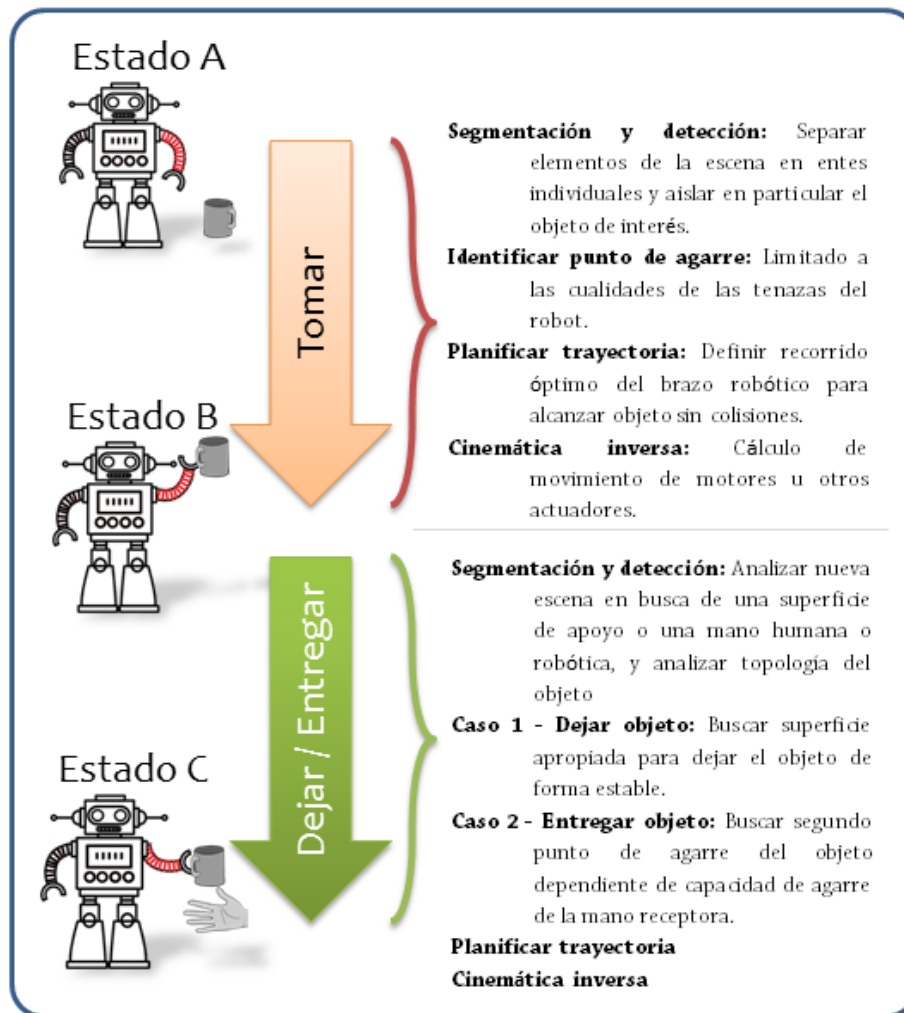 Estado A
Tomar
Segmentación y detección: Separar
elementos de la escena en entes
individuales y aislar en particular el
objeto de interés.
Identificar punto de agarre: Limitado a
las cualidades de las tenazas del
robot.
Planificar trayectoria: Definir recorrido
óptimo del brazo robótico para
alcanzar objeto sin colisiones.
Cinemática inversa: Cálculo de
movimiento de motores u otros
actuadores.
Estado B
Dejar / Entregar
Segmentación y detección: Analizar nueva
escena en busca de una superficie
de apoyo o una mano humana o
robótica, y analizar topología del
objeto
Caso 1 - Dejar objeto: Buscar superficie
apropiada para dejar el objeto de
forma estable.
Caso 2 - Entregar objeto: Buscar segundo
punto de agarre del objeto
dependiente de capacidad de agarre
de la mano receptora.
Planificar trayectoria
Cinemática inversa
Estado C